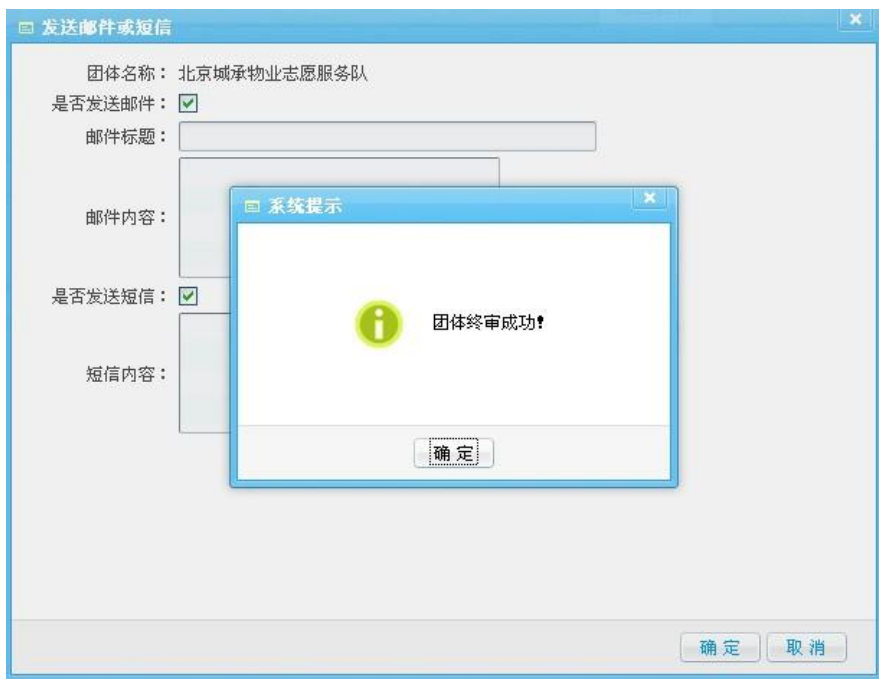 发送邮件或短信
团体名称：北京城承物业志愿服务队
是否发送邮件：
邮件标题：
邮件内容：
系统提示
是否发送短信：
团体终审成功！
短信内容：
确 定
确 定 取 消